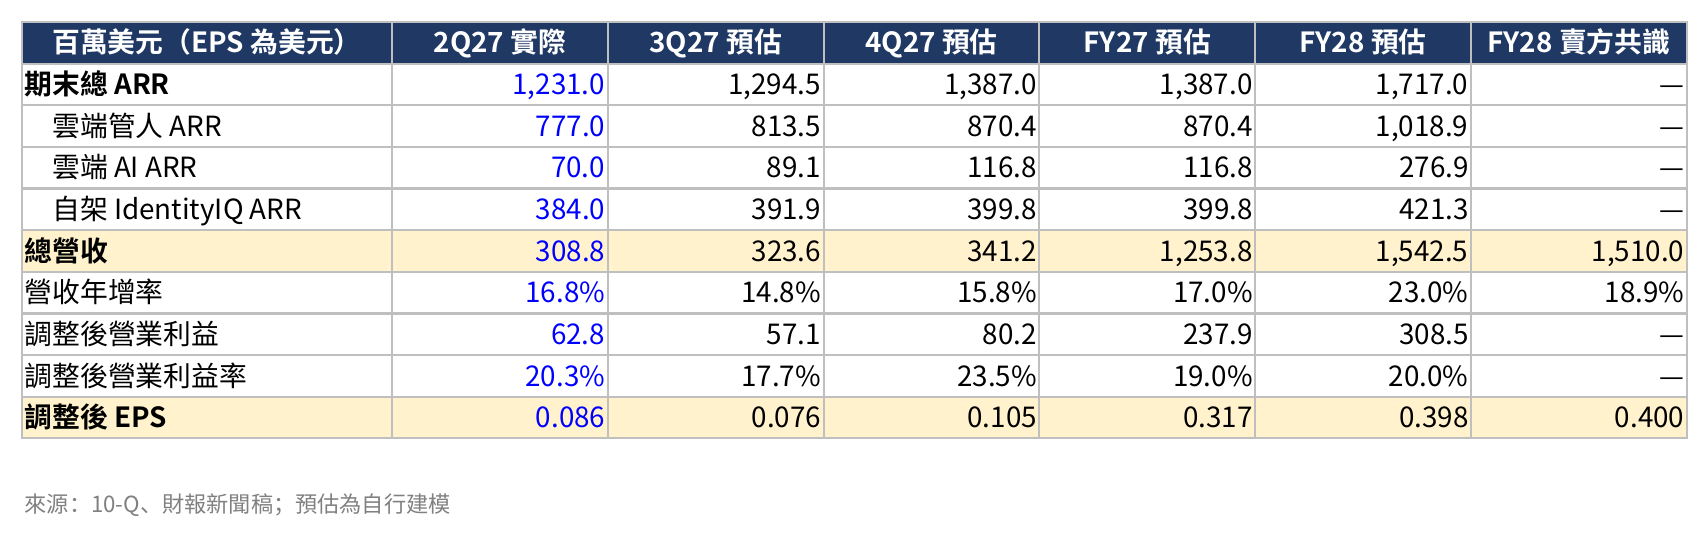 百萬美元（EPS 為美元） 2Q27 實際 3Q27 預估 4Q27 預估 FY27 預估 FY28 預估 FY28 賣方共識
期末總 ARR 1,231.0 1,294.5 1,387.0 1,387.0 1,717.0 —
雲端管人 ARR 777.0 813.5 870.4 870.4 1,018.9 —
雲端 AI ARR 70.0 89.1 116.8 116.8 276.9 —
自架 IdentityIQ ARR 384.0 391.9 399.8 399.8 421.3 —
總營收 308.8 323.6 341.2 1,253.8 1,542.5 1,510.0
營收年增率 16.8% 14.8% 15.8% 17.0% 23.0% 18.9%
調整後營業利益 62.8 57.1 80.2 237.9 308.5 —
調整後營業利益率 20.3% 17.7% 23.5% 19.0% 20.0% —
調整後 EPS 0.086 0.076 0.105 0.317 0.398 0.400
來源：10-Q、財報新聞稿；預估為自行建模